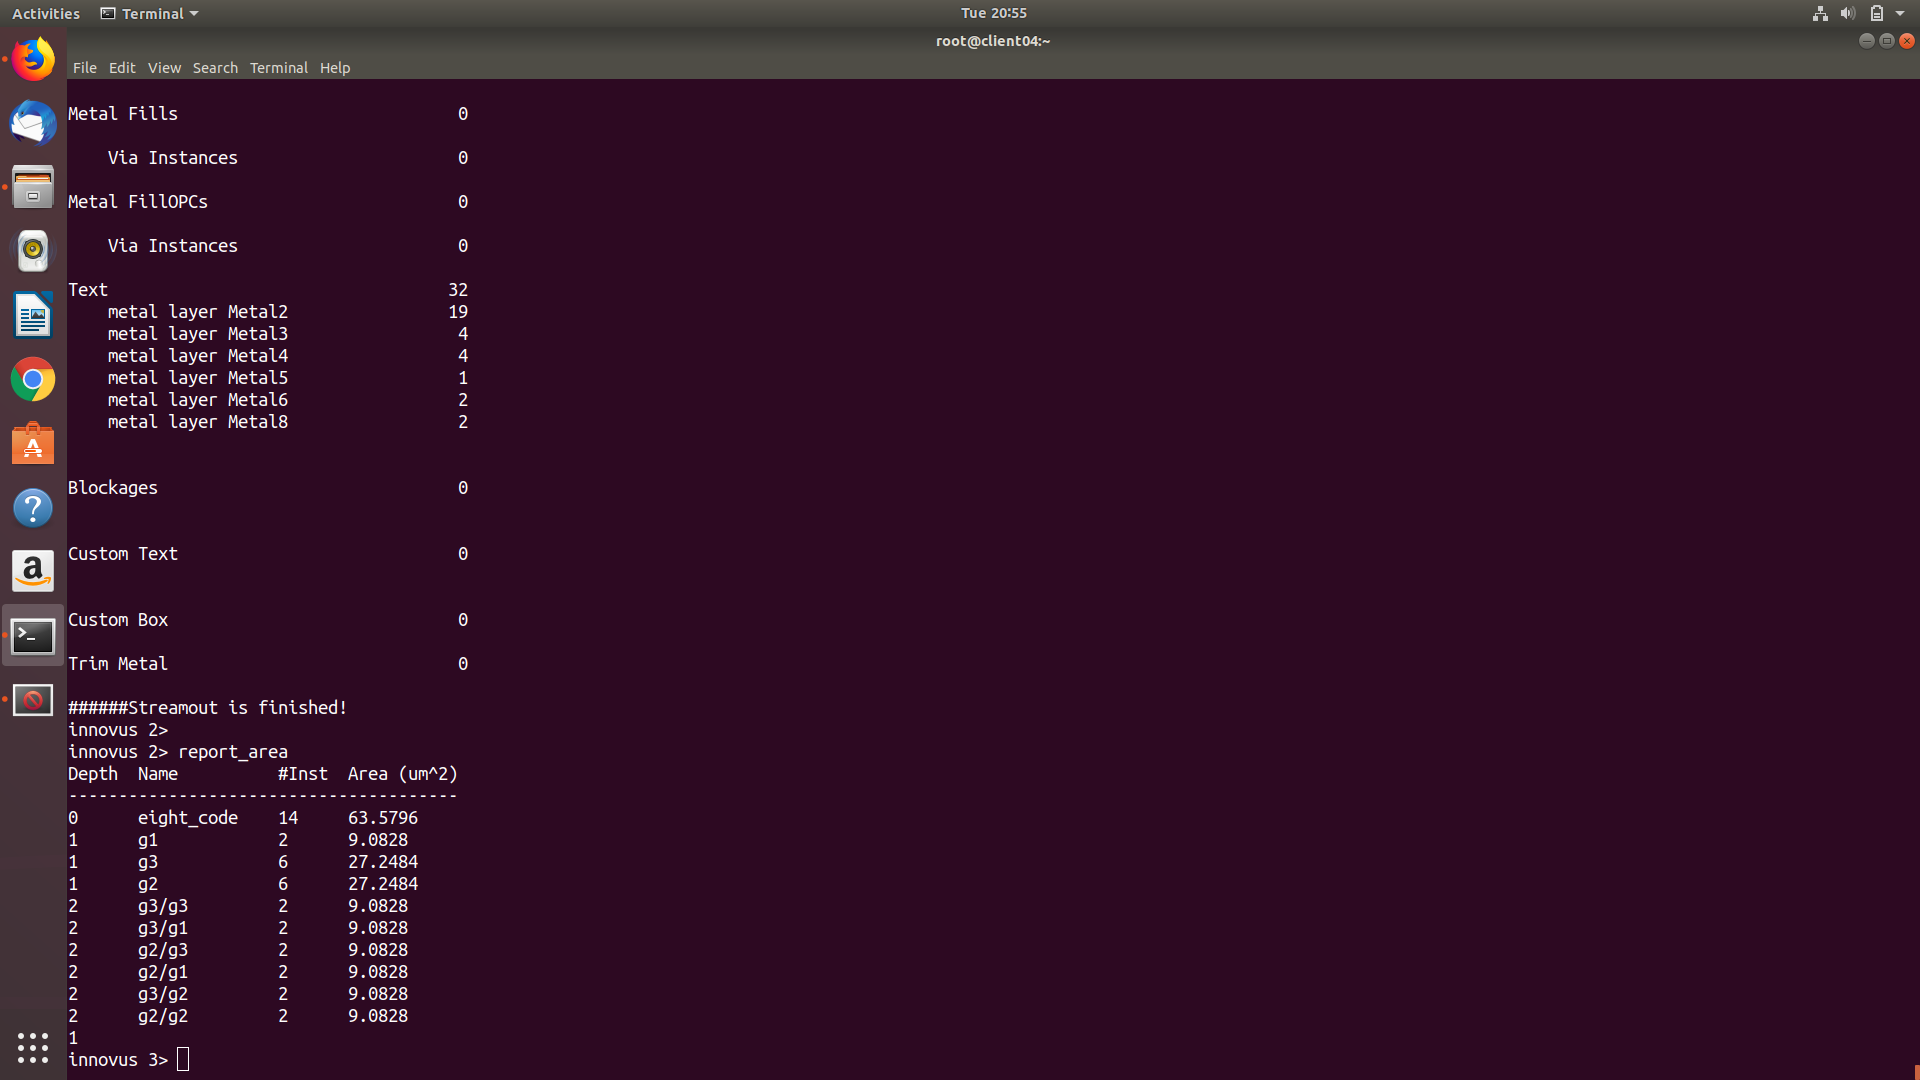 Activities Terminal Tue 20:55
root@client04:~
File Edit View Search Terminal Help
Metal Fills 0
Via Instances 0
Metal FillOPCs 0
Via Instances 0
Text 32
metal layer Metal2 19
metal layer Metal3 4
metal layer Metal4 4
metal layer Metal5 1
metal layer Metal6 2
metal layer Metal8 2
Blockages 0
Custom Text 0
Custom Box 0
Trim Metal 0
######Streamout is finished!
innovus 2>
innovus 2> report_area
Depth Name #Inst Area (um^2)
---------------------------------------
0 eight_code 14 63.5796
1 g1 2 9.0828
1 g3 6 27.2484
1 g2 6 27.2484
2 g3/g3 2 9.0828
2 g3/g1 2 9.0828
2 g2/g3 2 9.0828
2 g2/g1 2 9.0828
2 g3/g2 2 9.0828
2 g2/g2 2 9.0828
1
innovus 3>